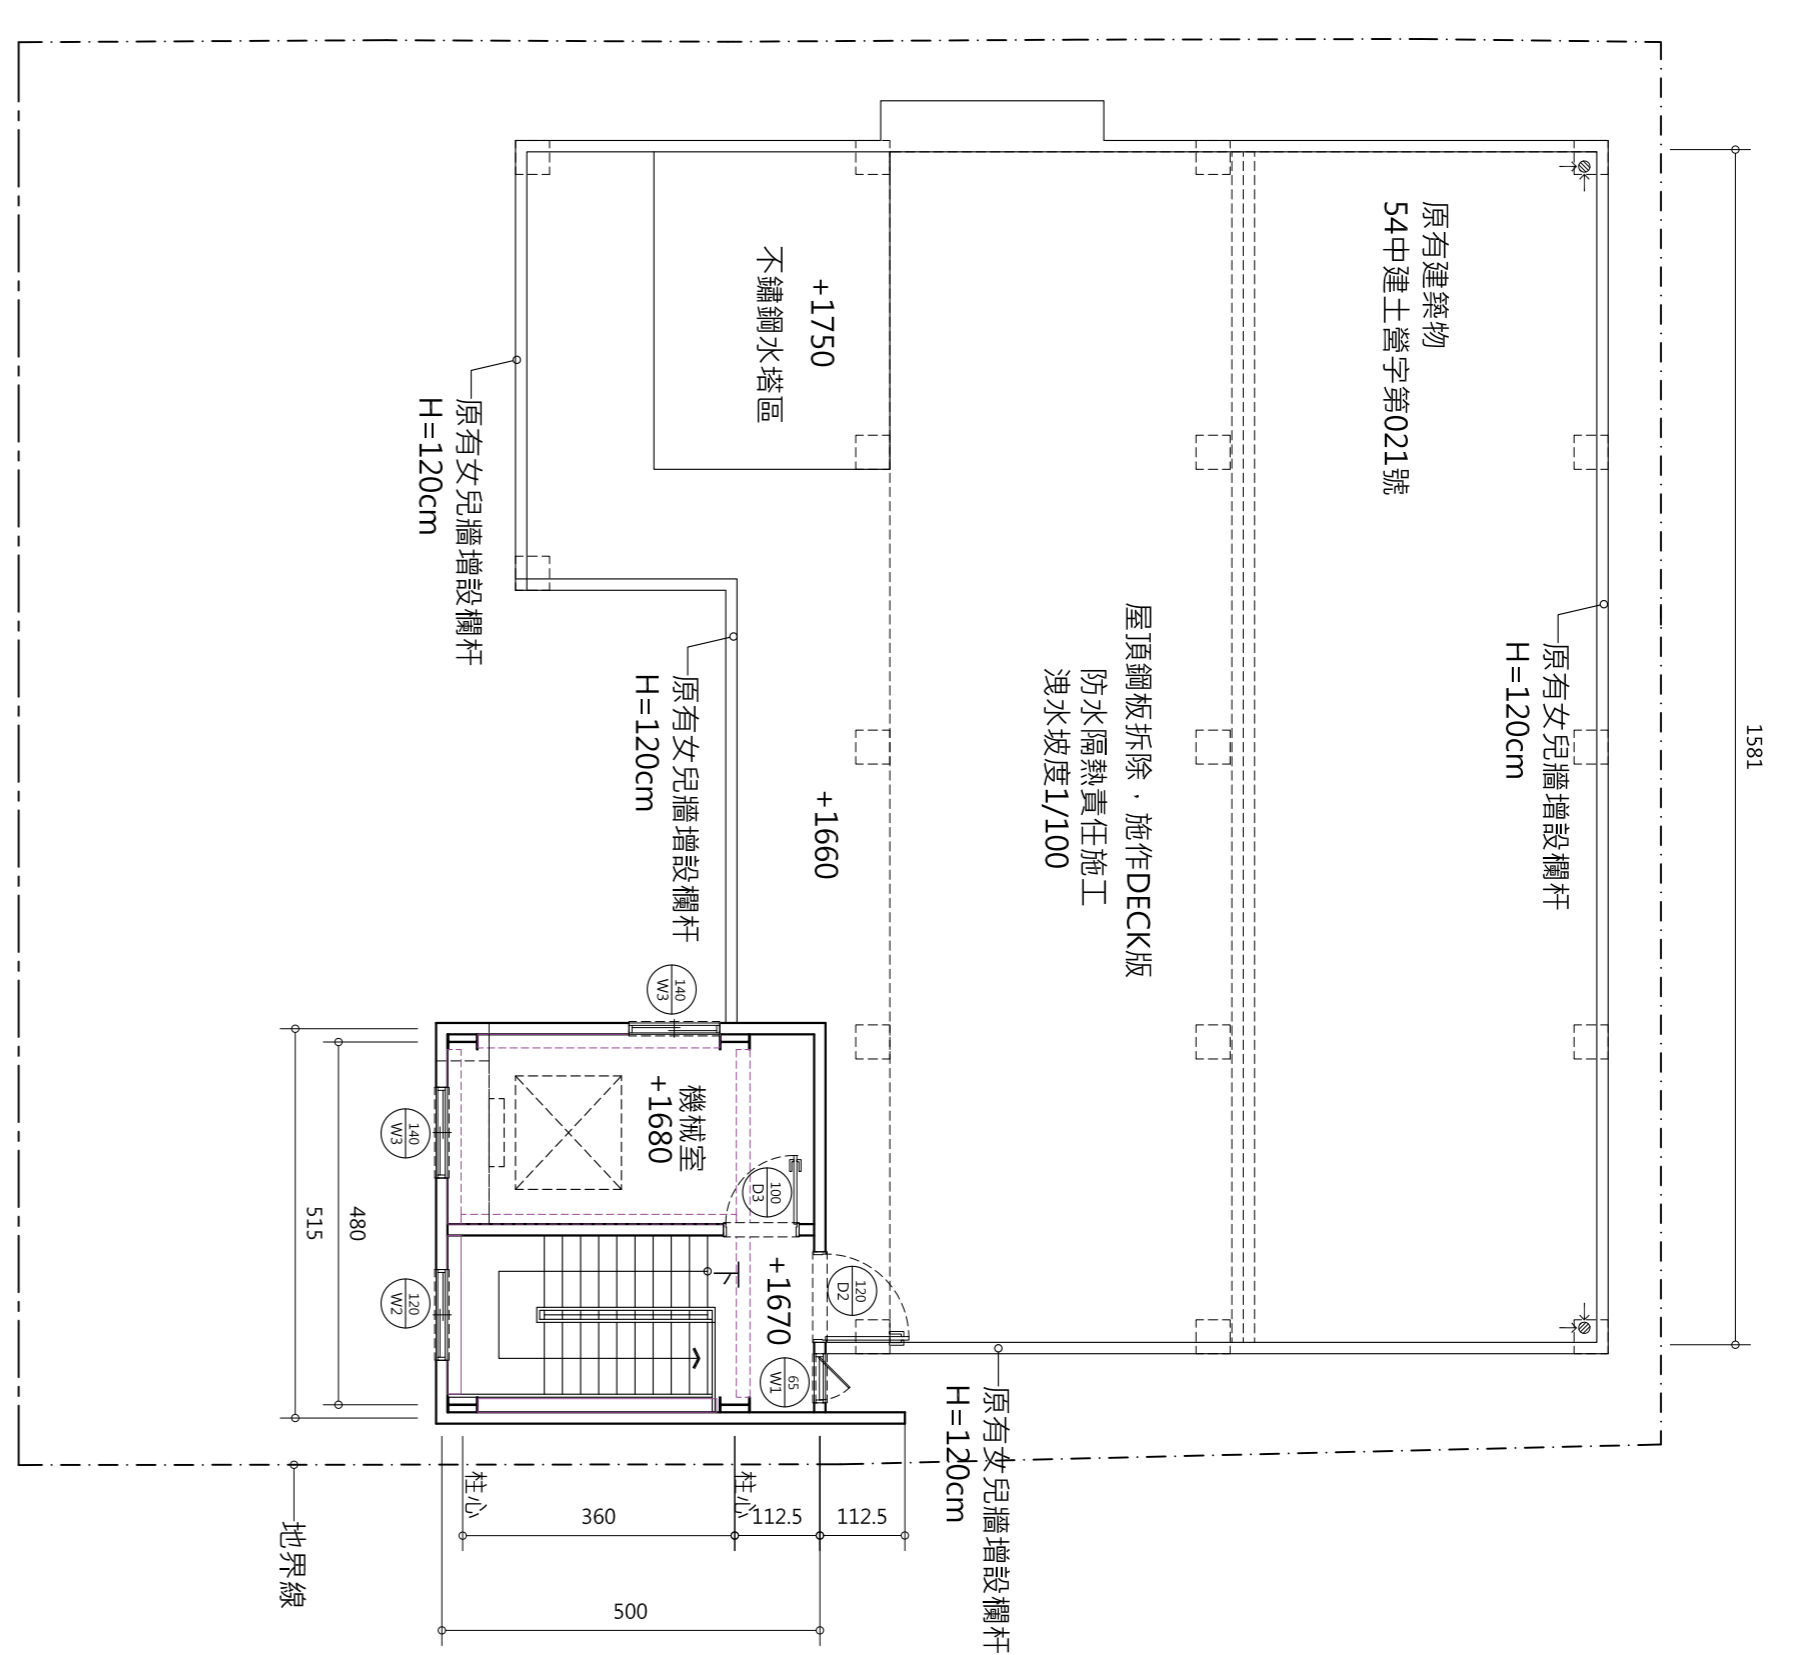 原有建築物
54中建土營字第021號
1581
+1750
不鏽鋼水塔區
原有女兒牆增設欄杆
H=120cm
原有女兒牆增設欄杆
H=120cm
屋頂鋼板拆除，施作DECK版
防水隔熱責任施工
洩水坡度1/100
原有女兒牆增設欄杆
H=120cm
+1660
140
W3
機械室
+1680
140
W3
100
D3
120
D2
+1670
120
W2
65
W1
480
515
原有女兒牆增設欄杆
H=120cm
柱心
柱心
360
112.5
112.5
500
地界線